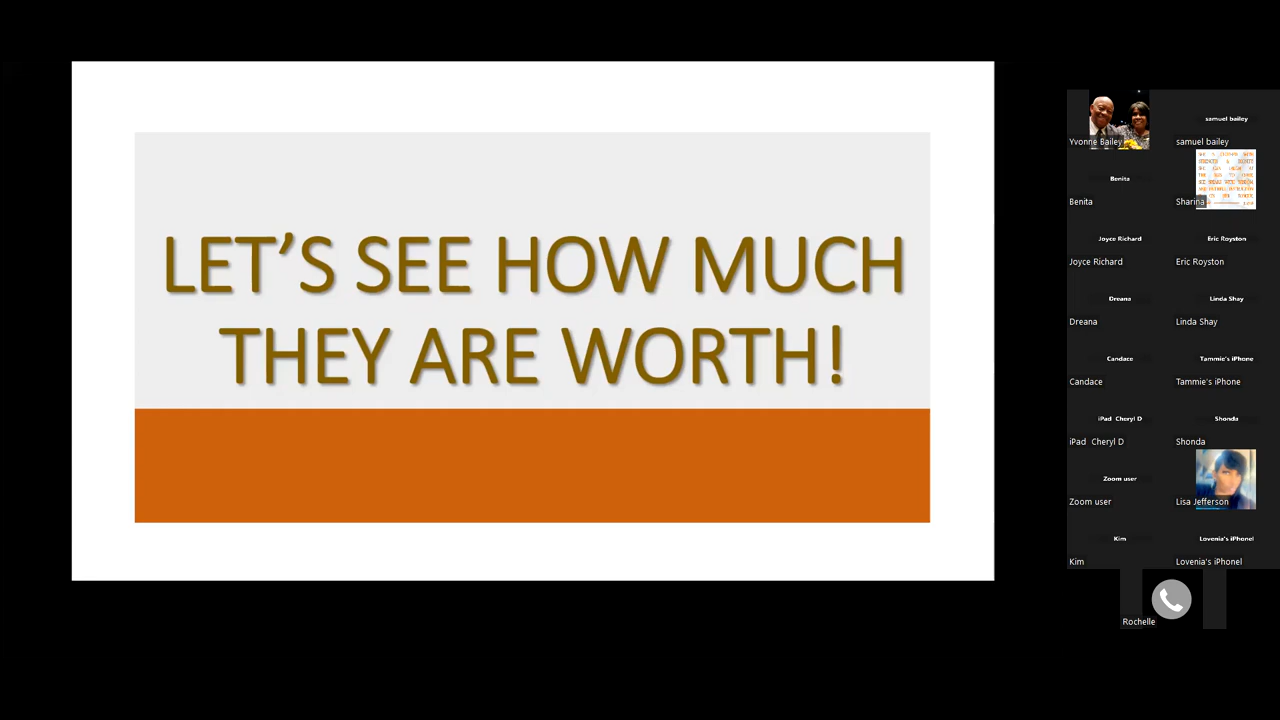 LET'S SEE HOW MUCH
THEY ARE WORTH!
Yvonne Bailey
samuel bailey
samuel bailey
Benita
Benita
Sharina
Joyce Richard
Joyce Richard
Eric Royston
Eric Royston
Dreana
Dreana
Linda Shay
Linda Shay
Candace
Candace
Tammie's iPhone
Tammie's iPhone
iPad Cheryl D
iPad Cheryl D
Shonda
Shonda
Zoom user
Zoom user
Lisa Jefferson
Kim
Kim
Lovenia's iPhonel
Lovenia's iPhonel
Rochelle